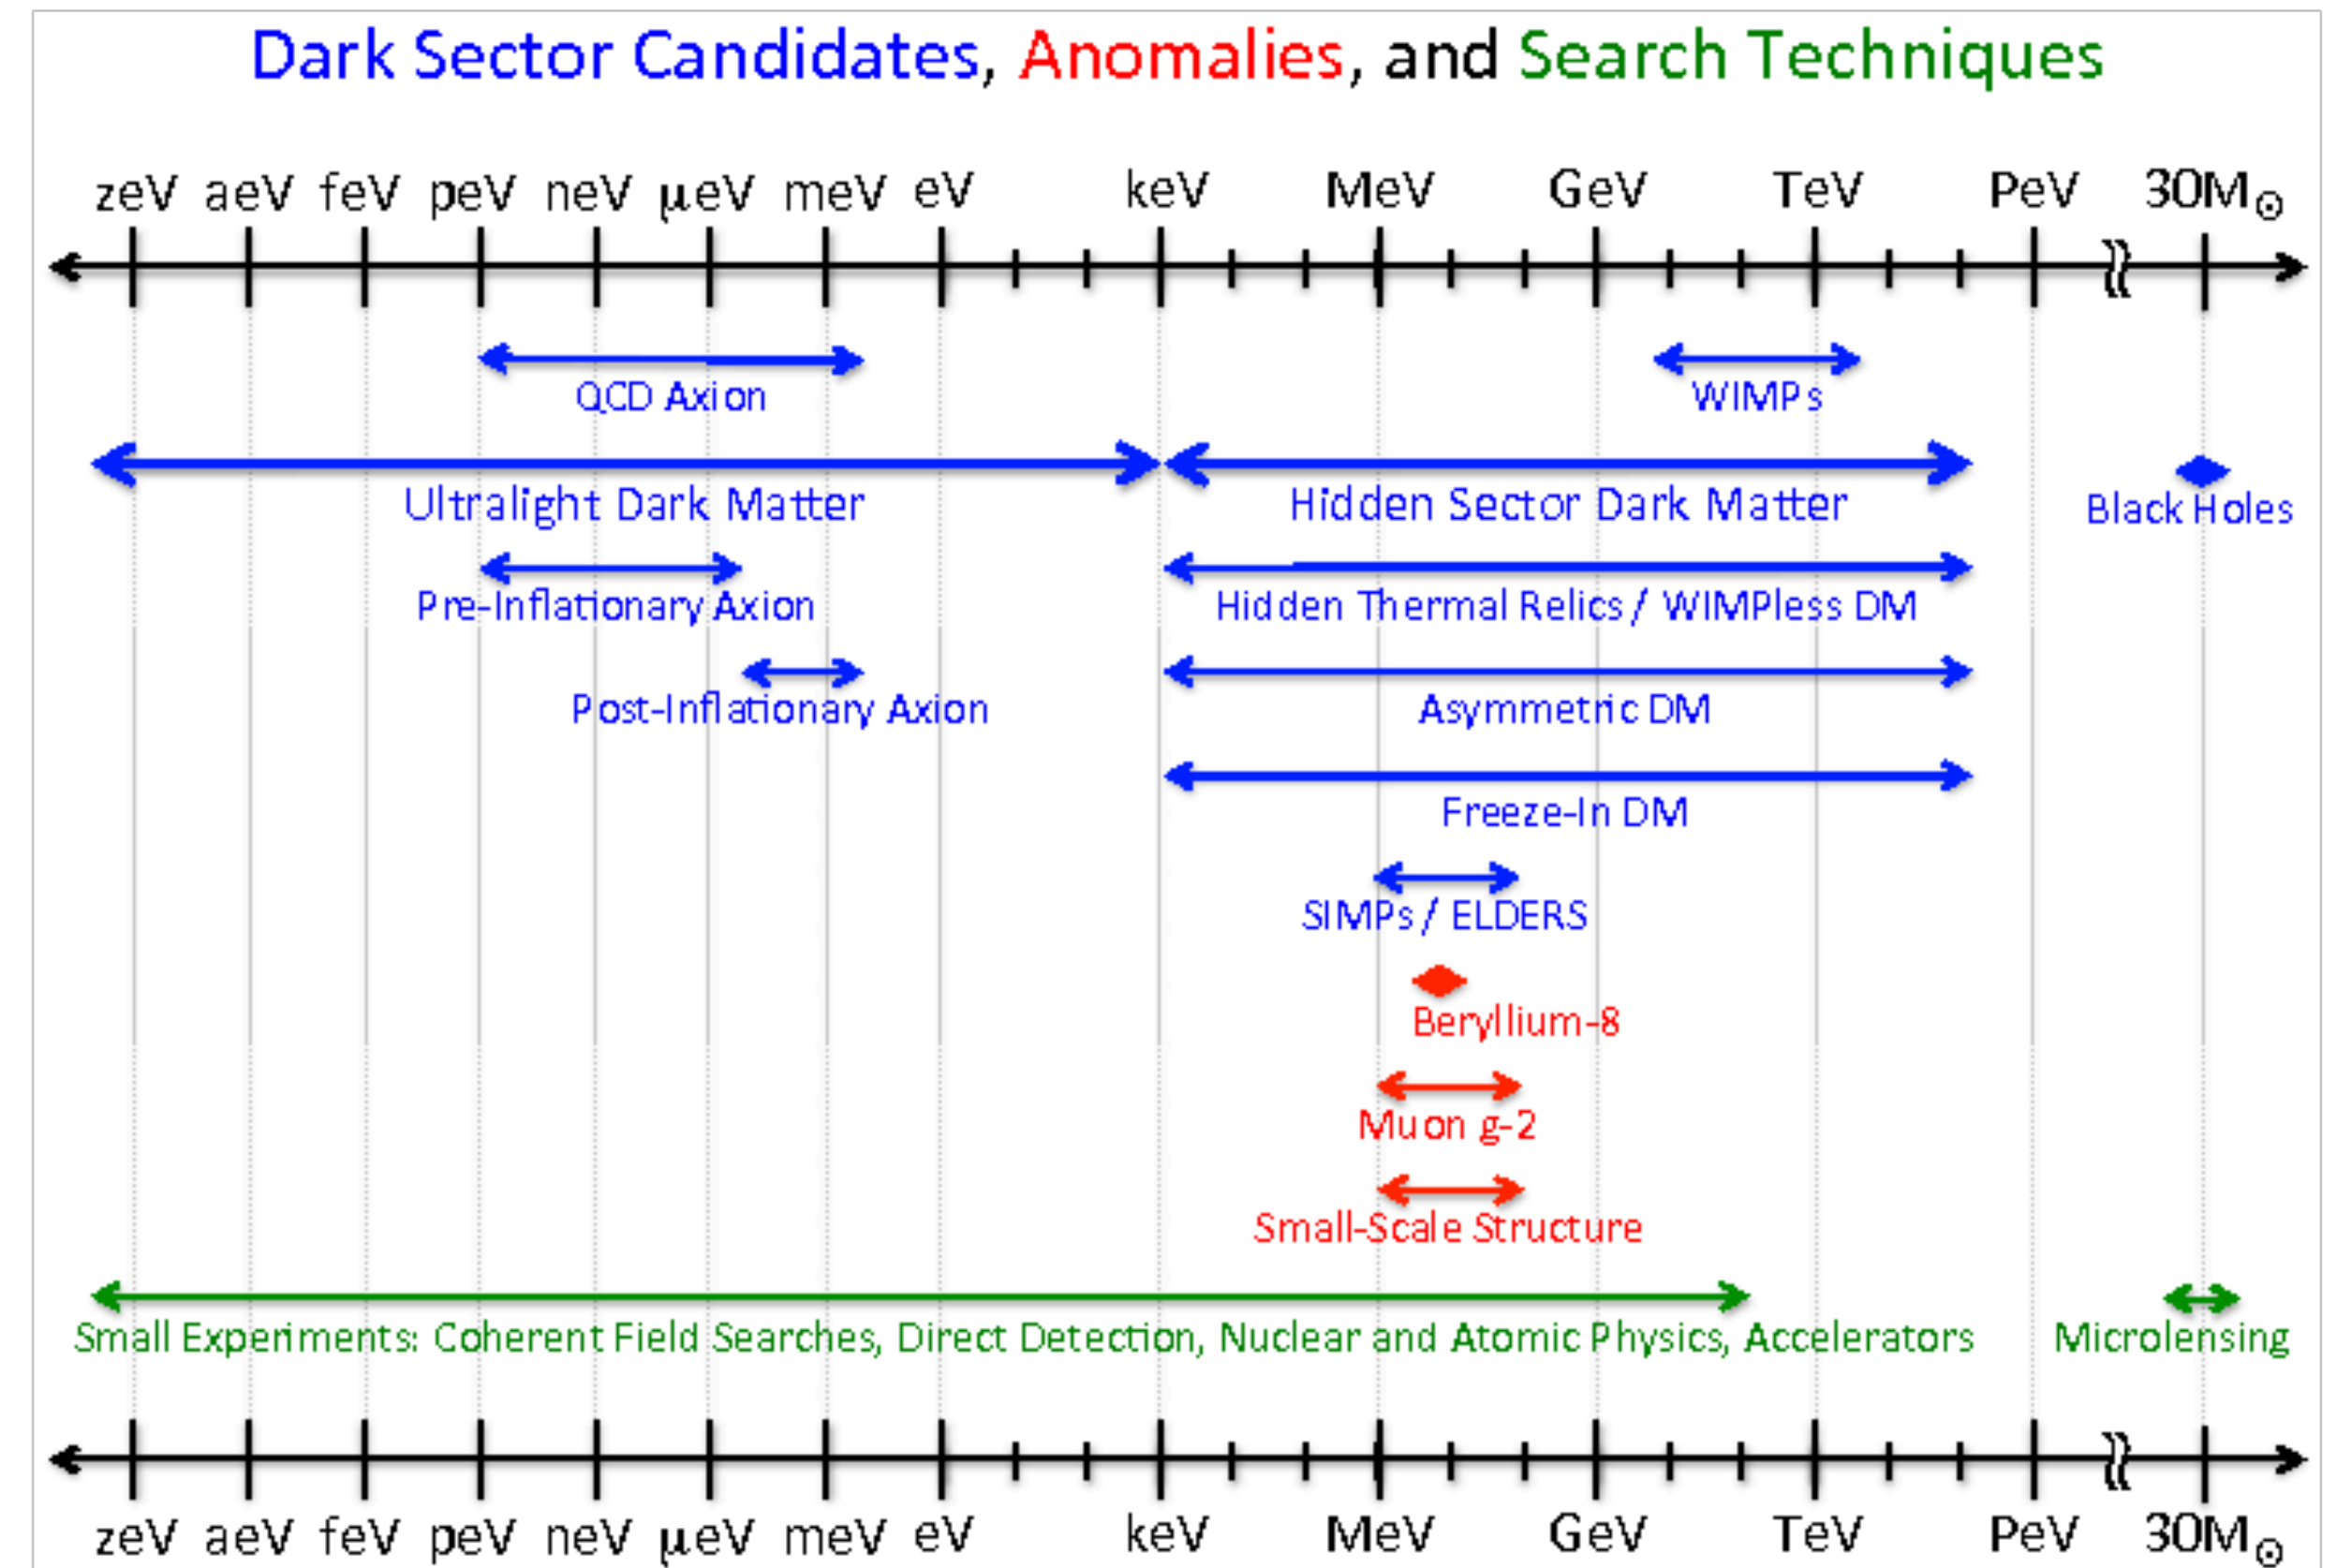 Dark Sector Candidates, Anomalies, and Search Techniques
zeV aeV feV peV neV µeV meV eV keV MeV GeV TeV PeV 30M☉
QCD Axion WIMPs
Ultralight Dark Matter Hidden Sector Dark Matter Black Holes
Pre-Inflationary Axion Hidden Thermal Relics / WIMPless DM
Post-Inflationary Axion Asymmetric DM
Freeze-In DM
SIMPs / ELDERS
Beryllium-8
Muon g-2
Small-Scale Structure
Small Experiments: Coherent Field Searches, Direct Detection, Nuclear and Atomic Physics, Accelerators Microlensing
zeV aeV feV peV neV µeV meV eV keV MeV GeV TeV PeV 30M☉